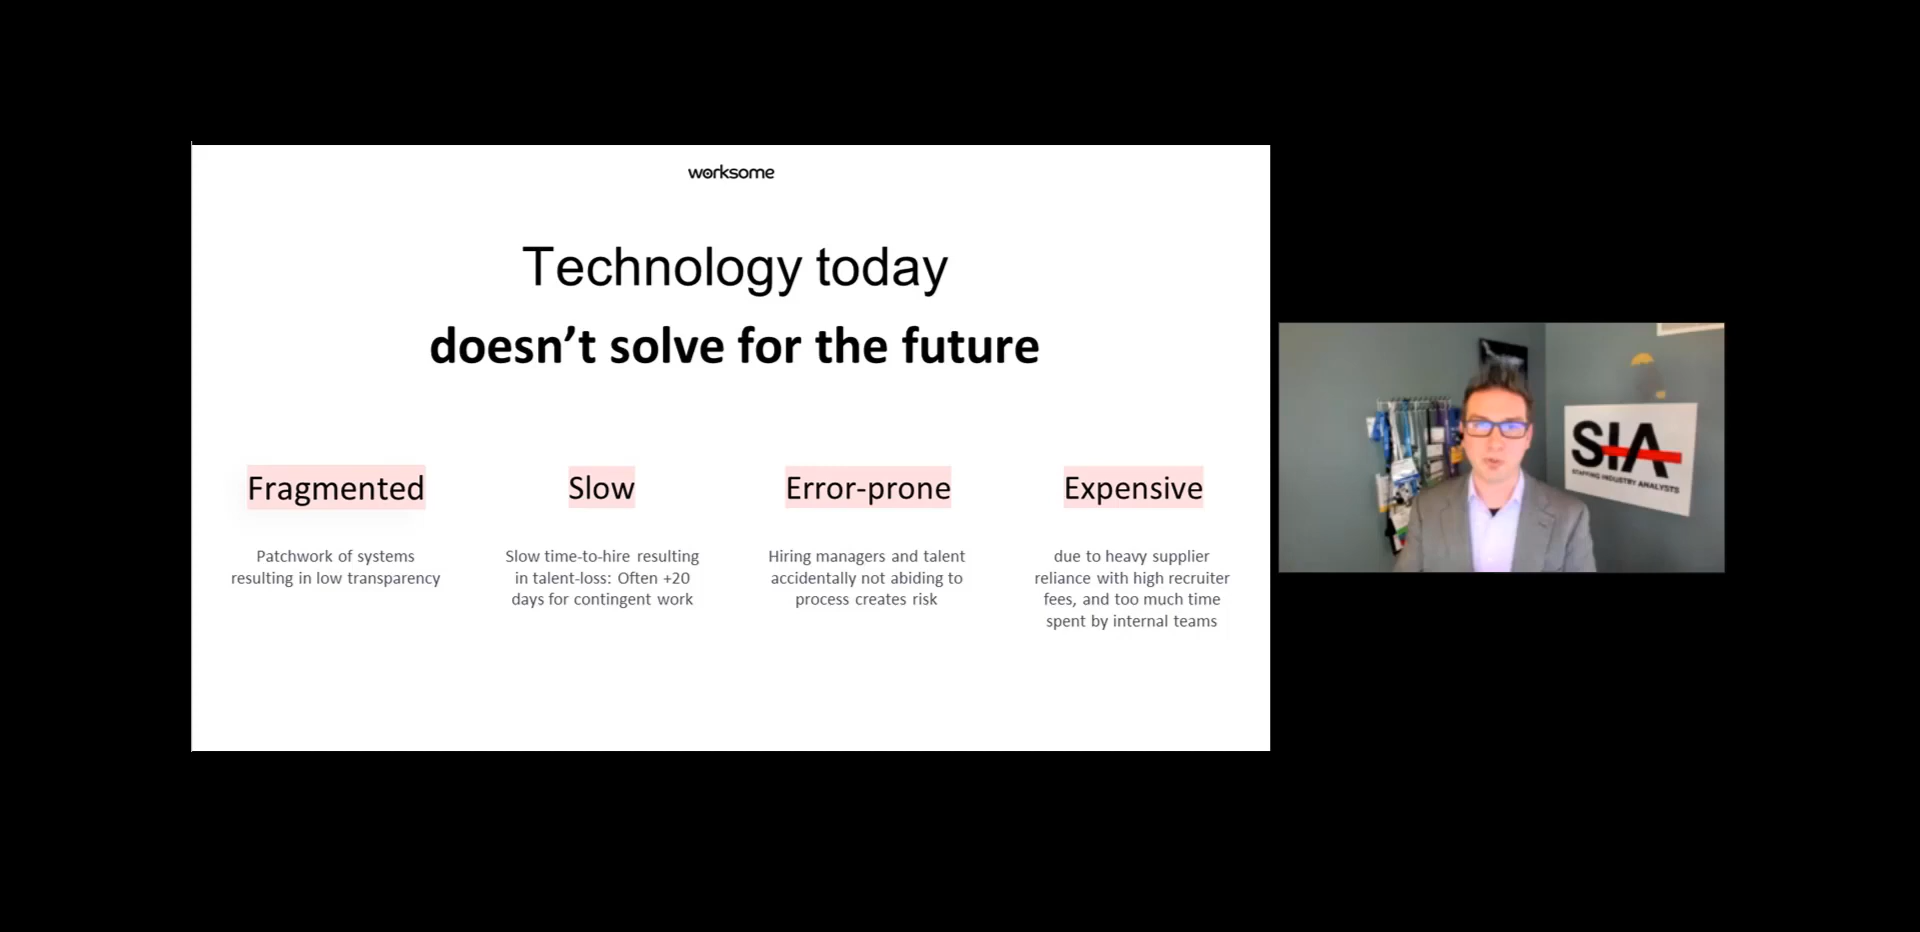 worksome
Technology today
doesn’t solve for the future
Fragmented
Patchwork of systems
resulting in low transparency
Slow
Slow time-to-hire resulting
in talent-loss: Often +20
days for contingent work
Error-prone
Hiring managers and talent
accidentally not abiding to
process creates risk
Expensive
due to heavy supplier
reliance with high recruiter
fees, and too much time
spent by internal teams
SIA
STAFFING INDUSTRY ANALYSTS